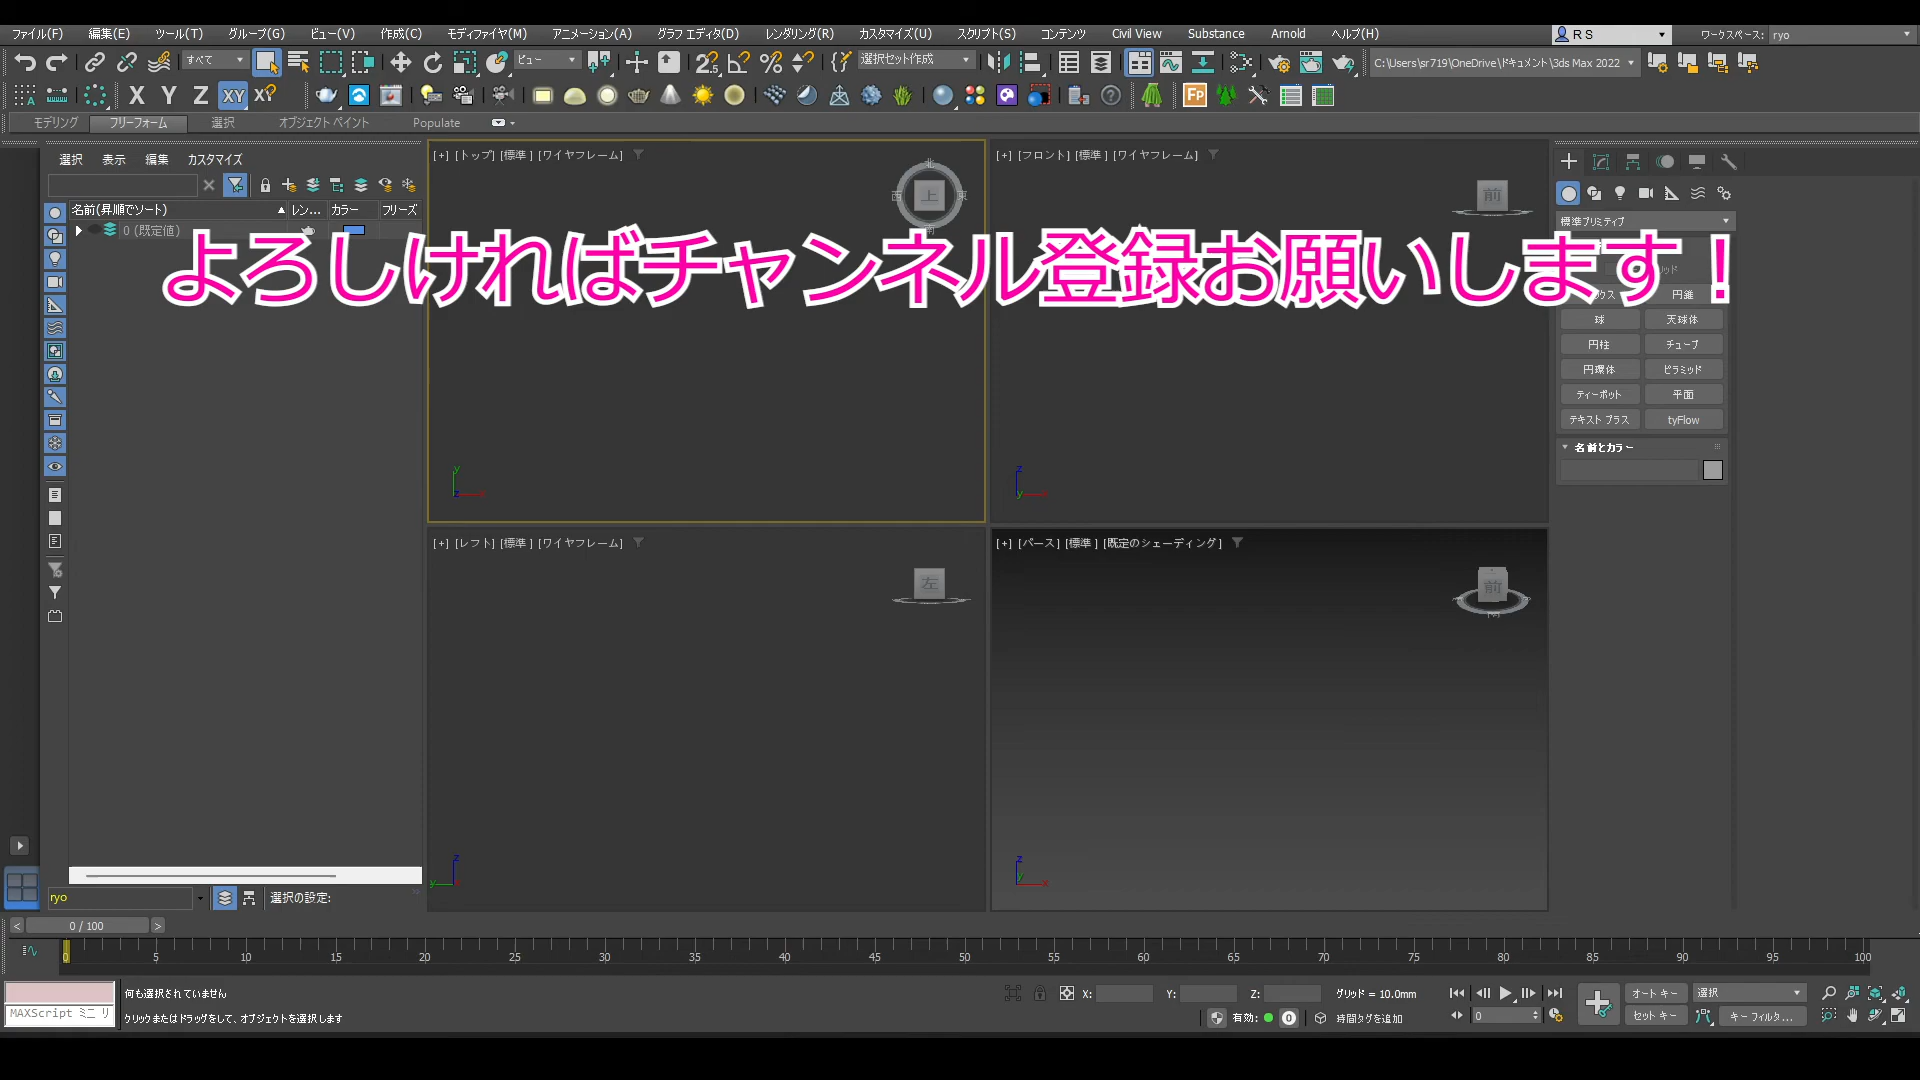 ファイル(F) 編集(E) ツール(T) グループ(G) ビュー(V) 作成(C) モディファイヤ(M) アニメーション(A) グラフ エディタ(D) レンダリング(R) カスタマイズ(U) スクリプト(S) コンテンツ Civil View Substance Arnold ヘルプ(H) R S ワークスペース: ryo
すべて ビュー 選択セット作成 C:\Users\sr719\OneDrive\ドキュメント\3ds Max 2022
X Y Z XY X? Fp
モデリング フリーフォーム 選択 オブジェクト ペイント Populate
選択 表示 編集 カスタマイズ
名前(昇順でソート) レン... カラー フリーズ
0 (既定値)
[+] [トップ] [標準 ] [ワイヤフレーム]
北
西 上 東
南
[+] [フロント] [標準 ] [ワイヤフレーム]
前
標準プリミティブ
よろしければチャンネル登録お願いします！
円錐
球 天球体
円柱 チューブ
円環体 ピラミッド
ティーポット 平面
テキスト プラス tyFlow
名前とカラー
[+] [レフト] [標準 ] [ワイヤフレーム]
左
[+] [パース] [標準 ] [既定のシェーディング]
前
ryo 選択の設定:
< 0 / 100 >
0 5 10 15 20 25 30 35 40 45 50 55 60 65 70 75 80 85 90 95 100
何も選択されていません X: Y: Z: グリッド = 10.0mm オート キー 選択
MAXScript ミニ リ クリックまたはドラッグをして、オブジェクトを選択します 有効: 0 時間タグを追加 0 セット キー キー フィルタ...